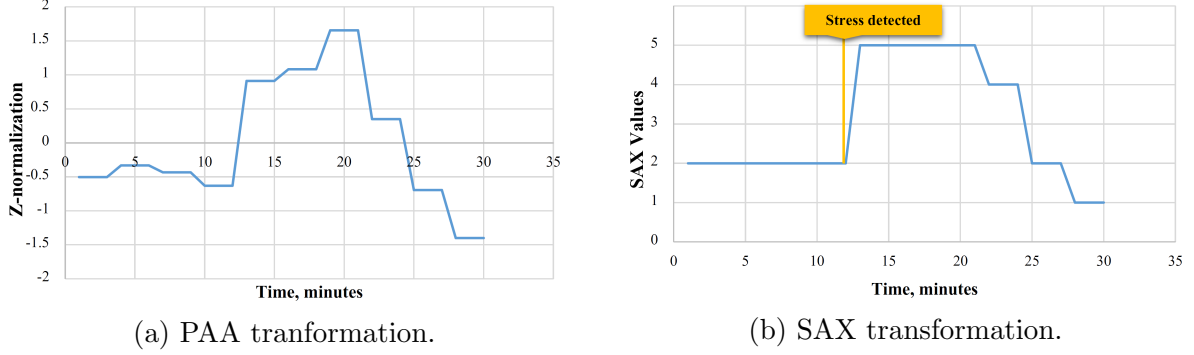 2
1.5
1
0.5
0
-0.5
-1
-1.5
-2
0 5 10 15 20 25 30 35
Z-normalization
Time, minutes
(a) PAA tranformation.
Stress detected
5
4
3
2
1
0
0 5 10 15 20 25 30 35
SAX Values
Time, minutes
(b) SAX transformation.